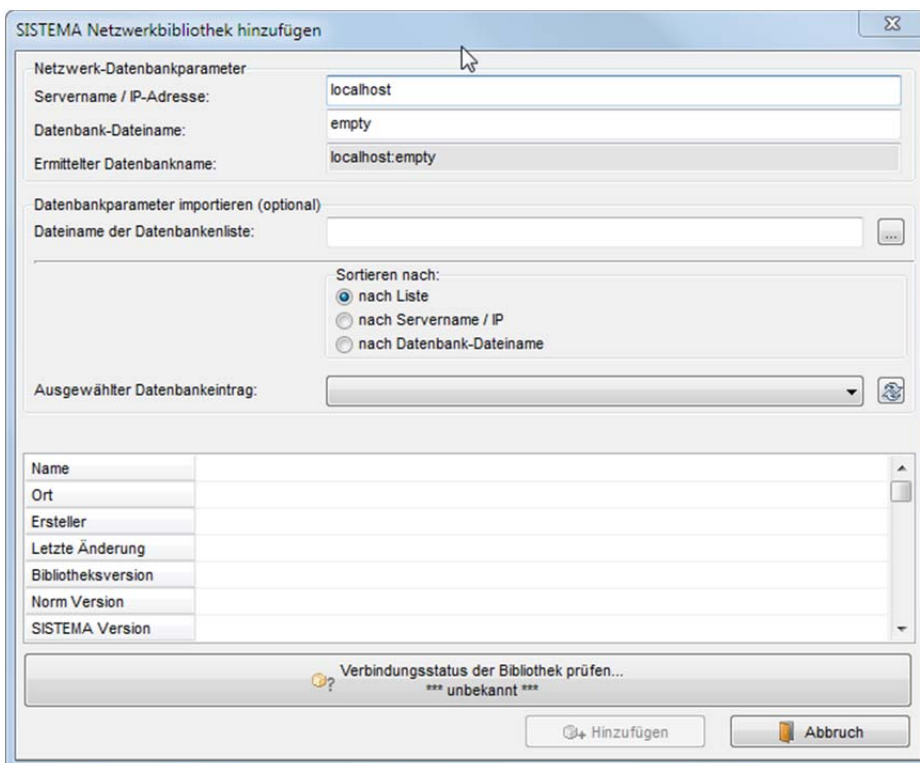 SISTEMA Netzwerkbibliothek hinzufügen
Netzwerk-Datenbankparameter
Servername / IP-Adresse:
localhost
Datenbank-Dateiname:
empty
Ermittelter Datenbankname:
localhost:empty
Datenbankparameter importieren (optional)
Dateiname der Datenbankenliste:
...
Sortieren nach:
nach Liste
nach Servername / IP
nach Datenbank-Dateiname
Ausgewählter Datenbankeintrag:
Name
Ort
Ersteller
Letzte Änderung
Bibliotheksversion
Norm Version
SISTEMA Version
Verbindungsstatus der Bibliothek prüfen...
*** unbekannt ***
Hinzufügen
Abbruch